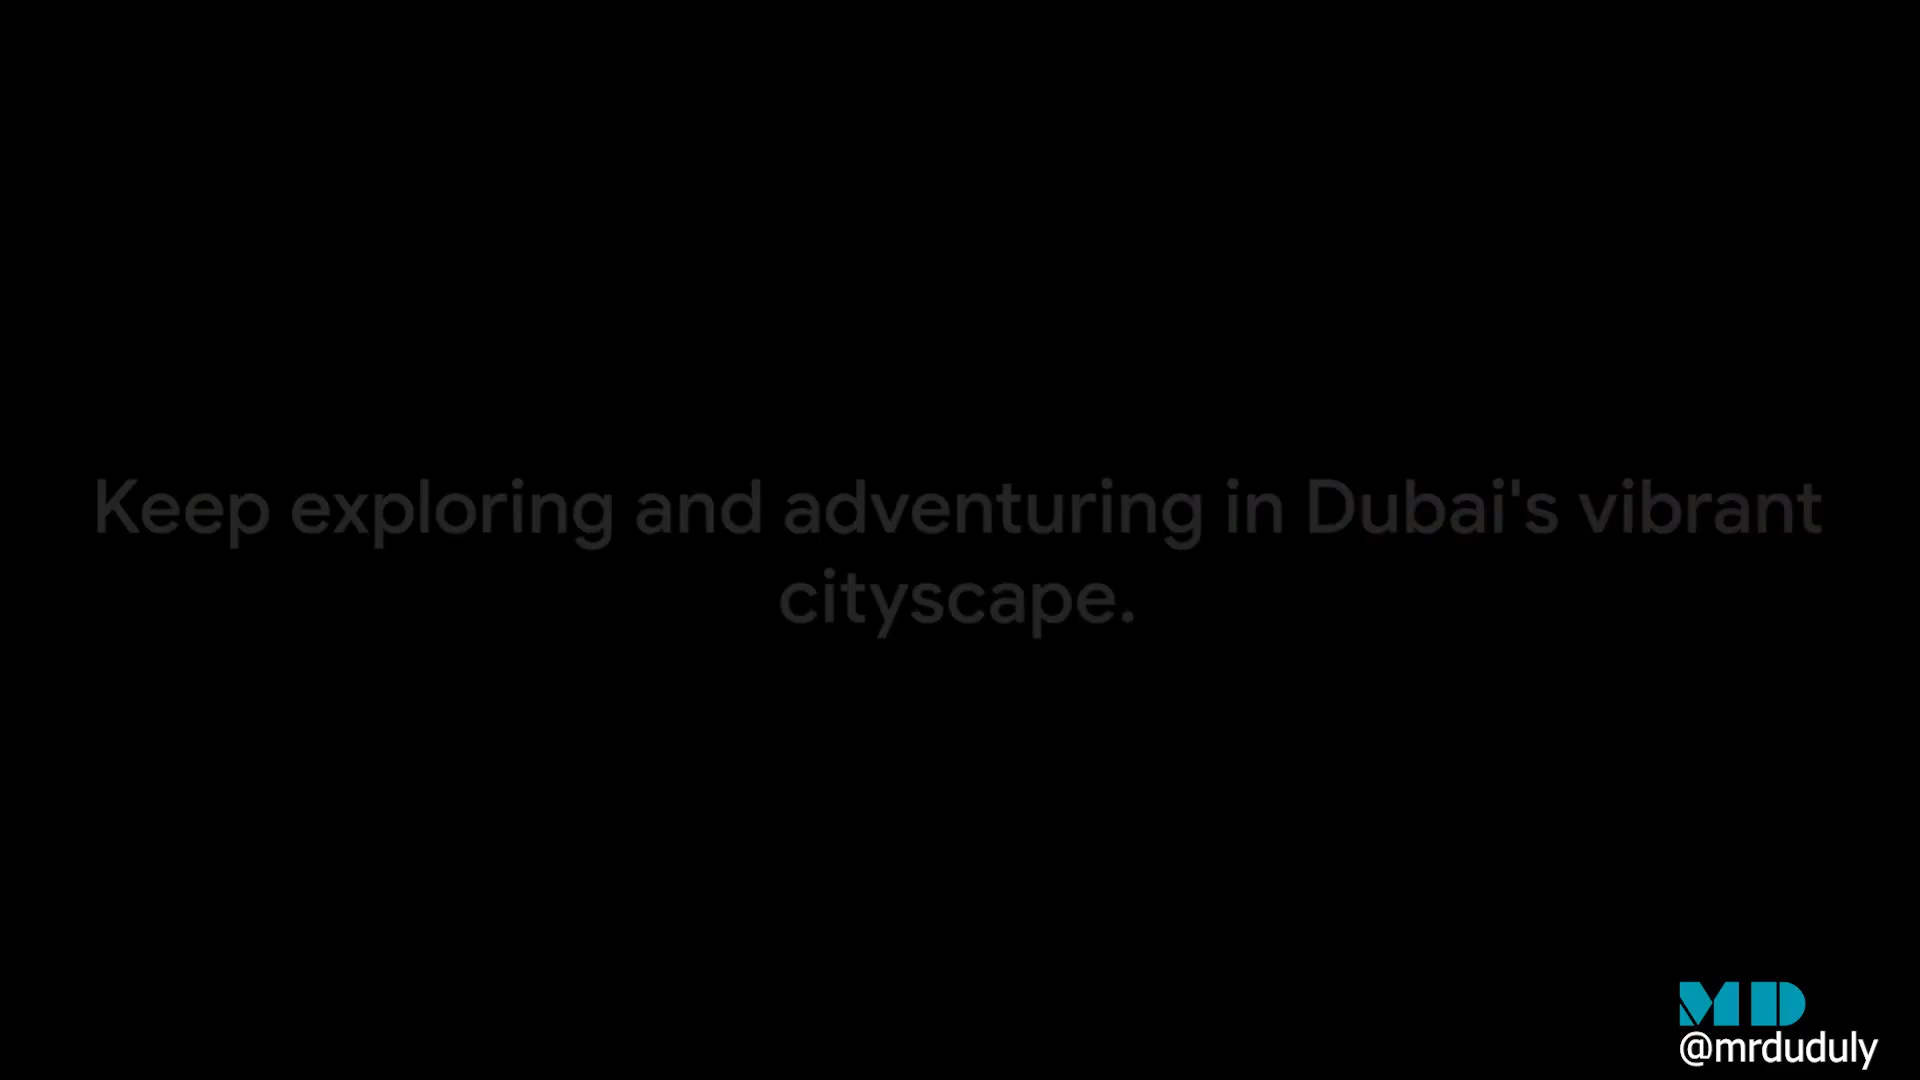 Keep exploring and adventuring in Dubai's vibrant
cityscape.
MD
@mrduduly